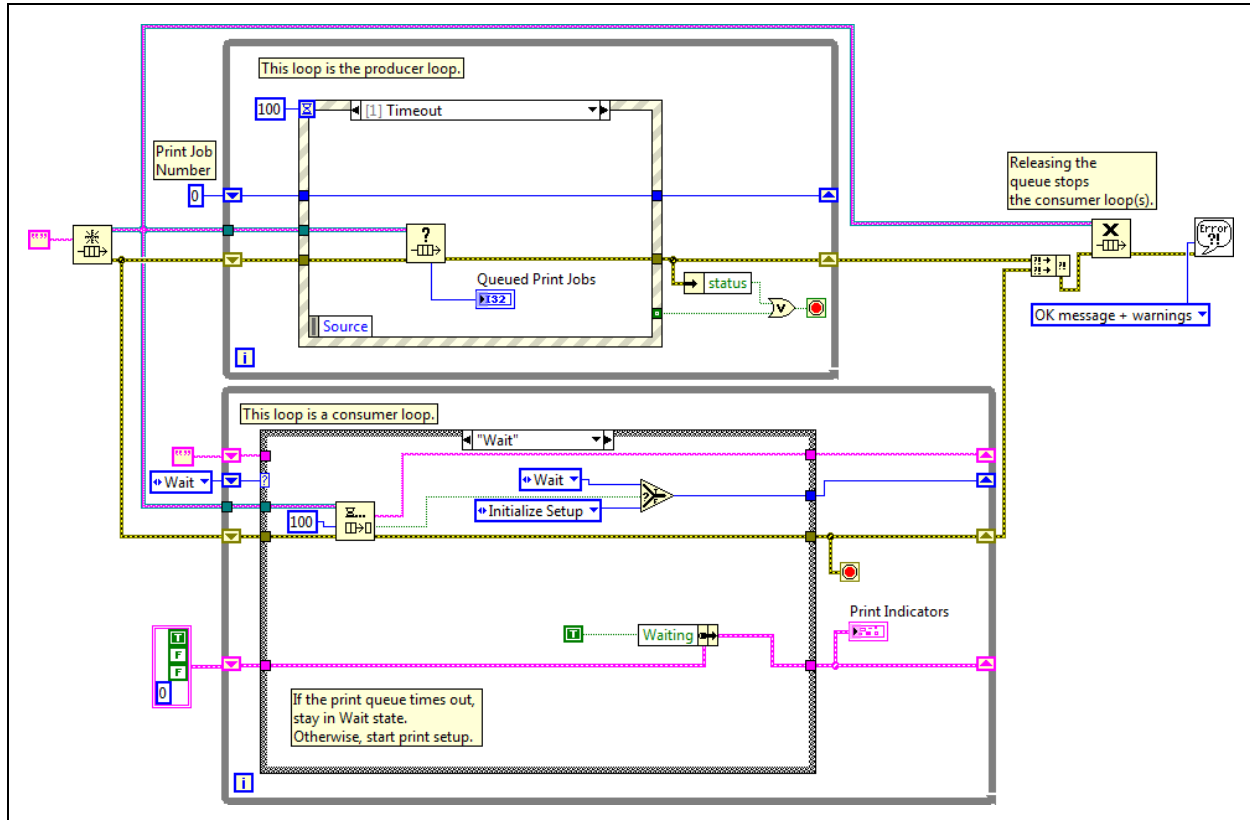 This loop is the producer loop.
100
[1] Timeout
Print Job
Number
0
Releasing the
queue stops
the consumer loop(s).
""
?
X
Error
?!
?!
?!
?!
Queued Print Jobs
I32
status
V
OK message + warnings
Source
i
This loop is a consumer loop.
"Wait"
""
Wait
?
Wait
?
Initialize Setup
100
Print Indicators
T
F
F
0
T
Waiting
If the print queue times out,
stay in Wait state.
Otherwise, start print setup.
i